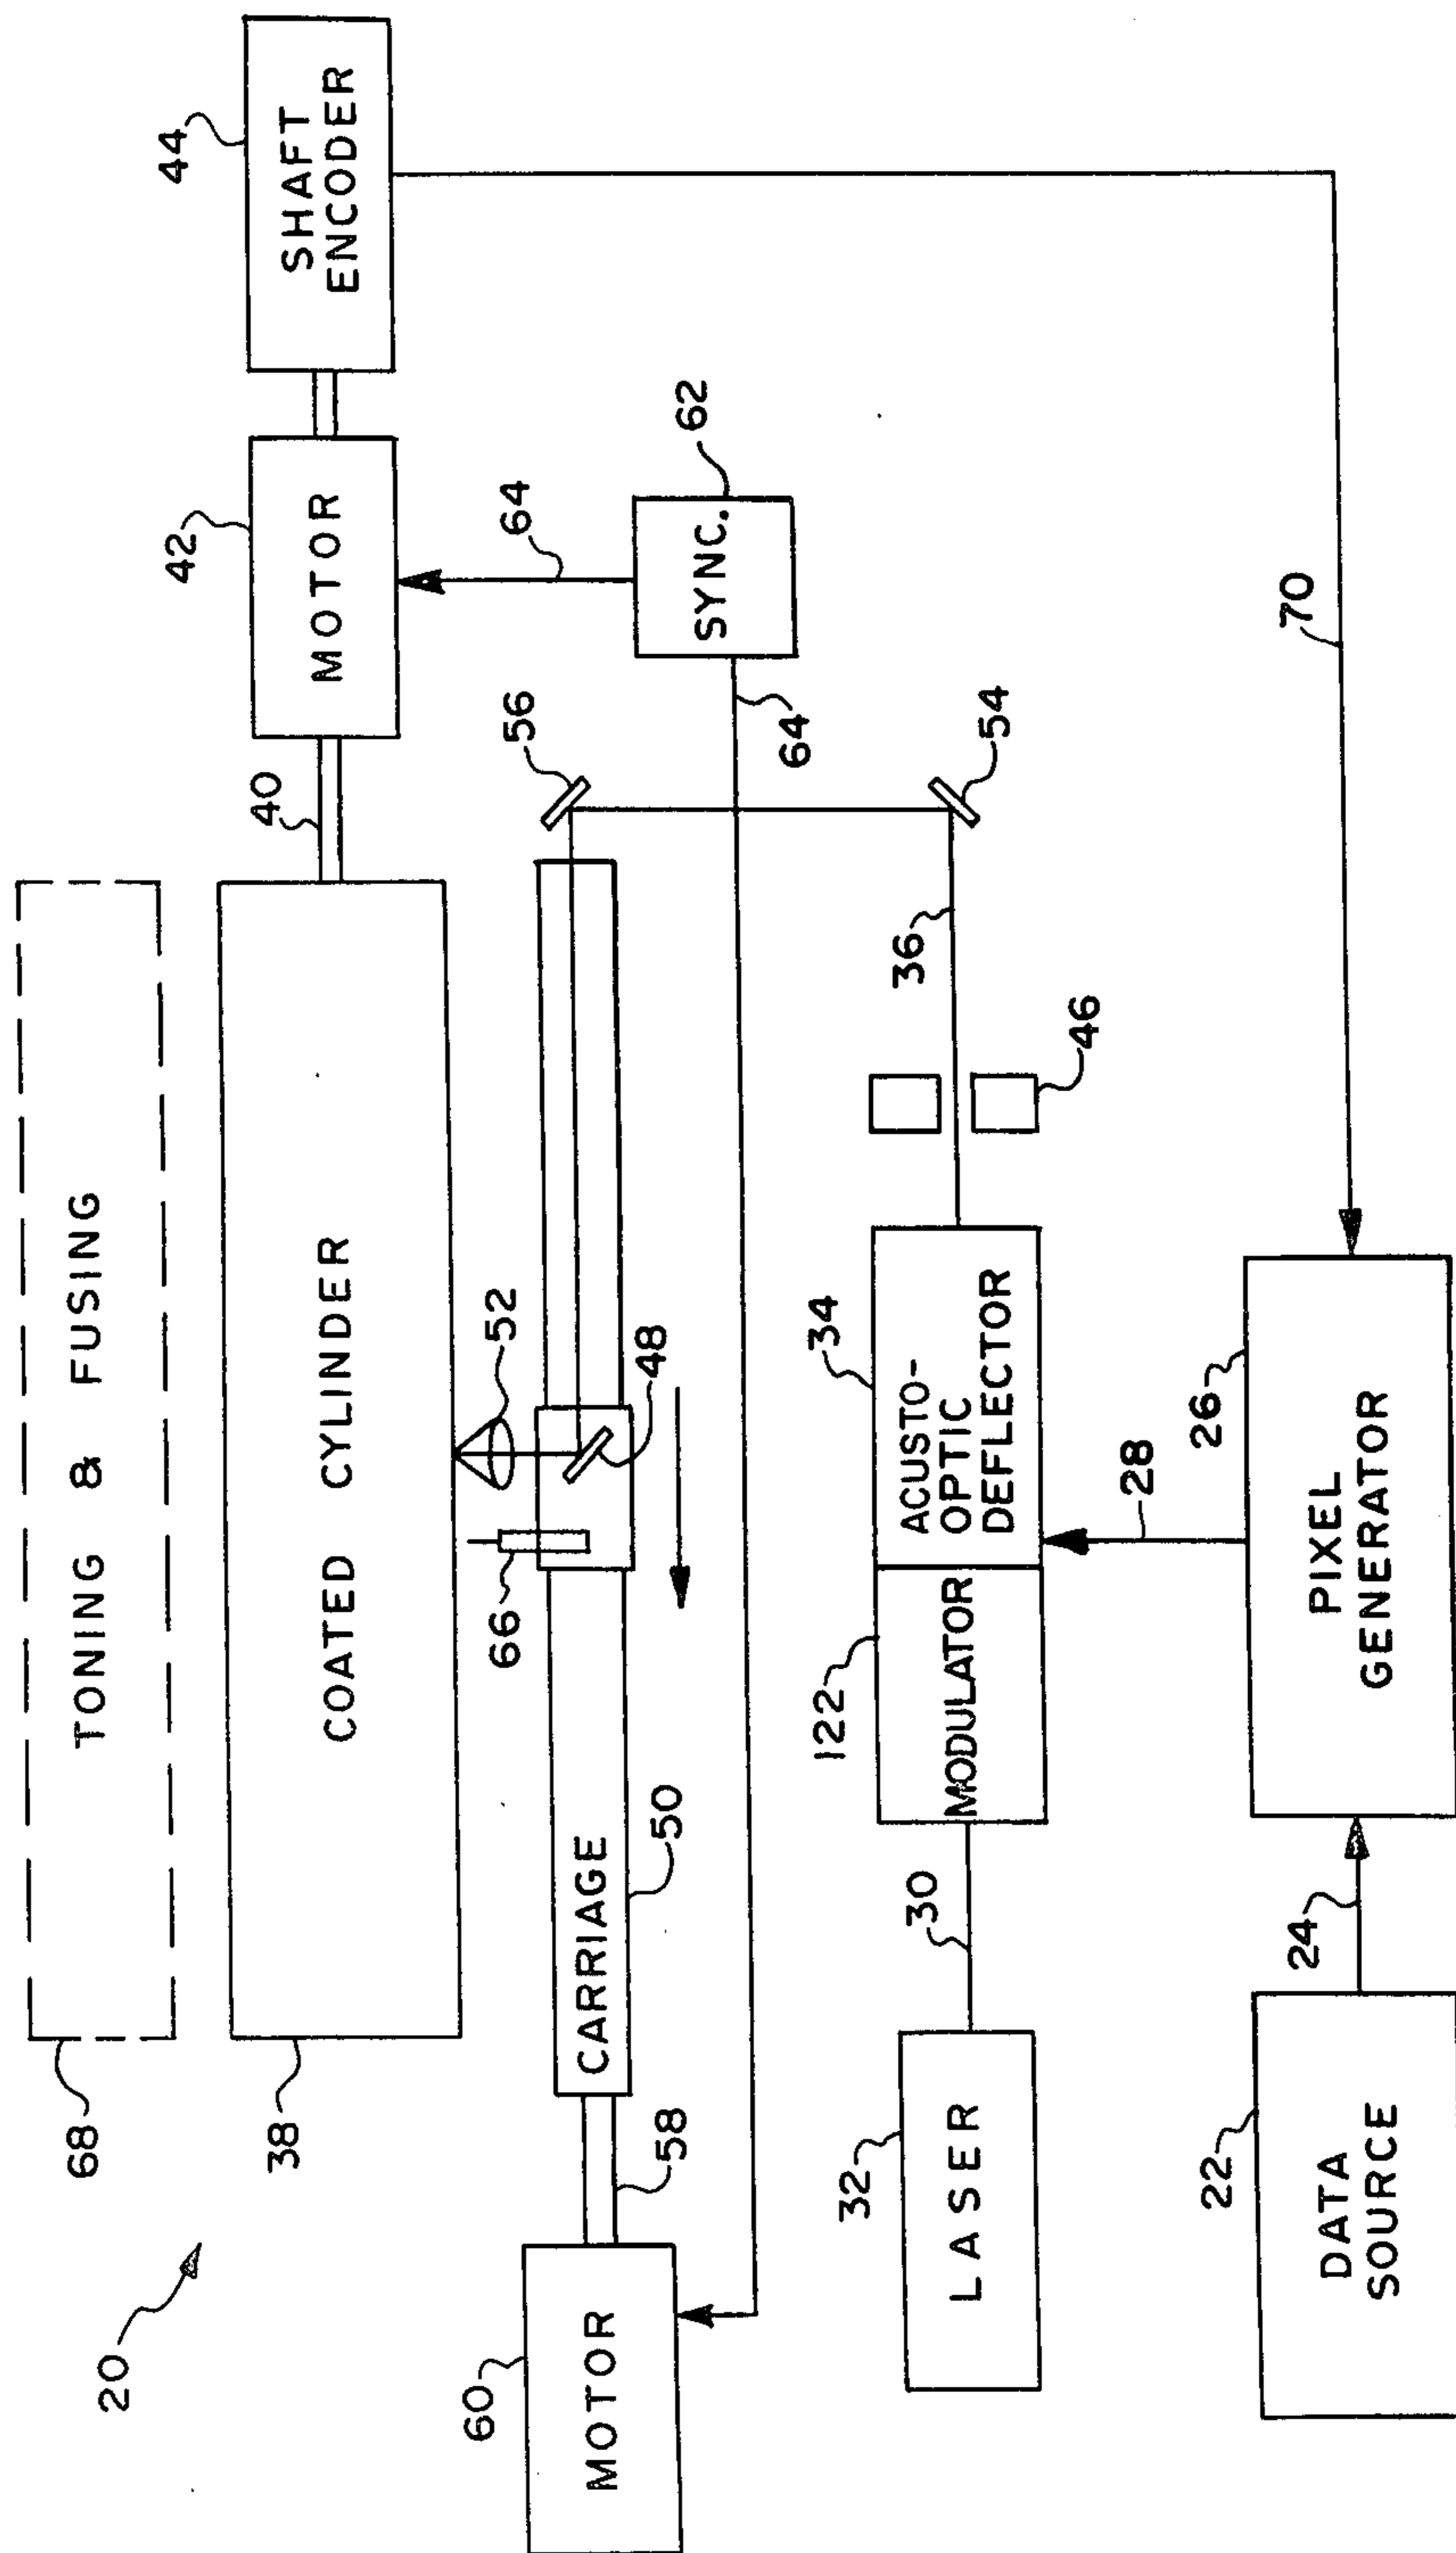 68
TONING & FUSING
20
38
COATED CYLINDER
40
42
MOTOR
44
SHAFT
ENCODER
60
MOTOR
58
CARRIAGE
50
66
52
48
56
64
62
SYNC.
64
54
32
LASER
30
122
MODULATOR
34
ACUSTO-
OPTIC
DEFLECTOR
46
36
28
70
22
DATA
SOURCE
24
26
PIXEL
GENERATOR